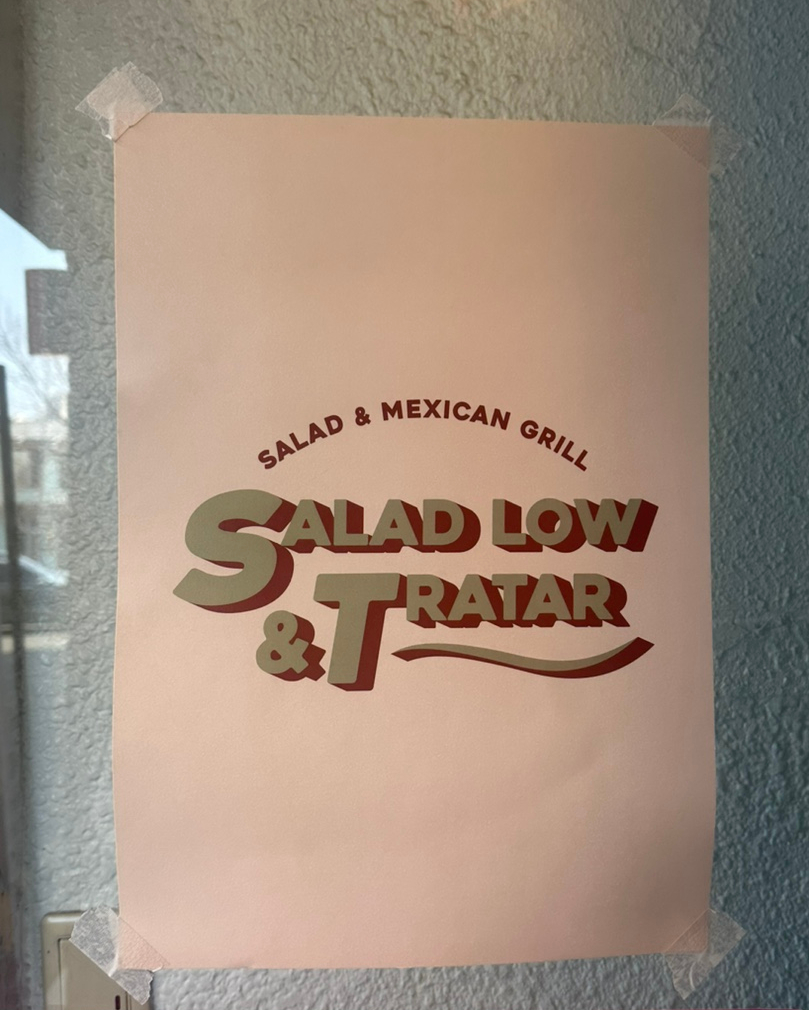 SALAD & MEXICAN GRILL
SALAD LOW
& TRATAR